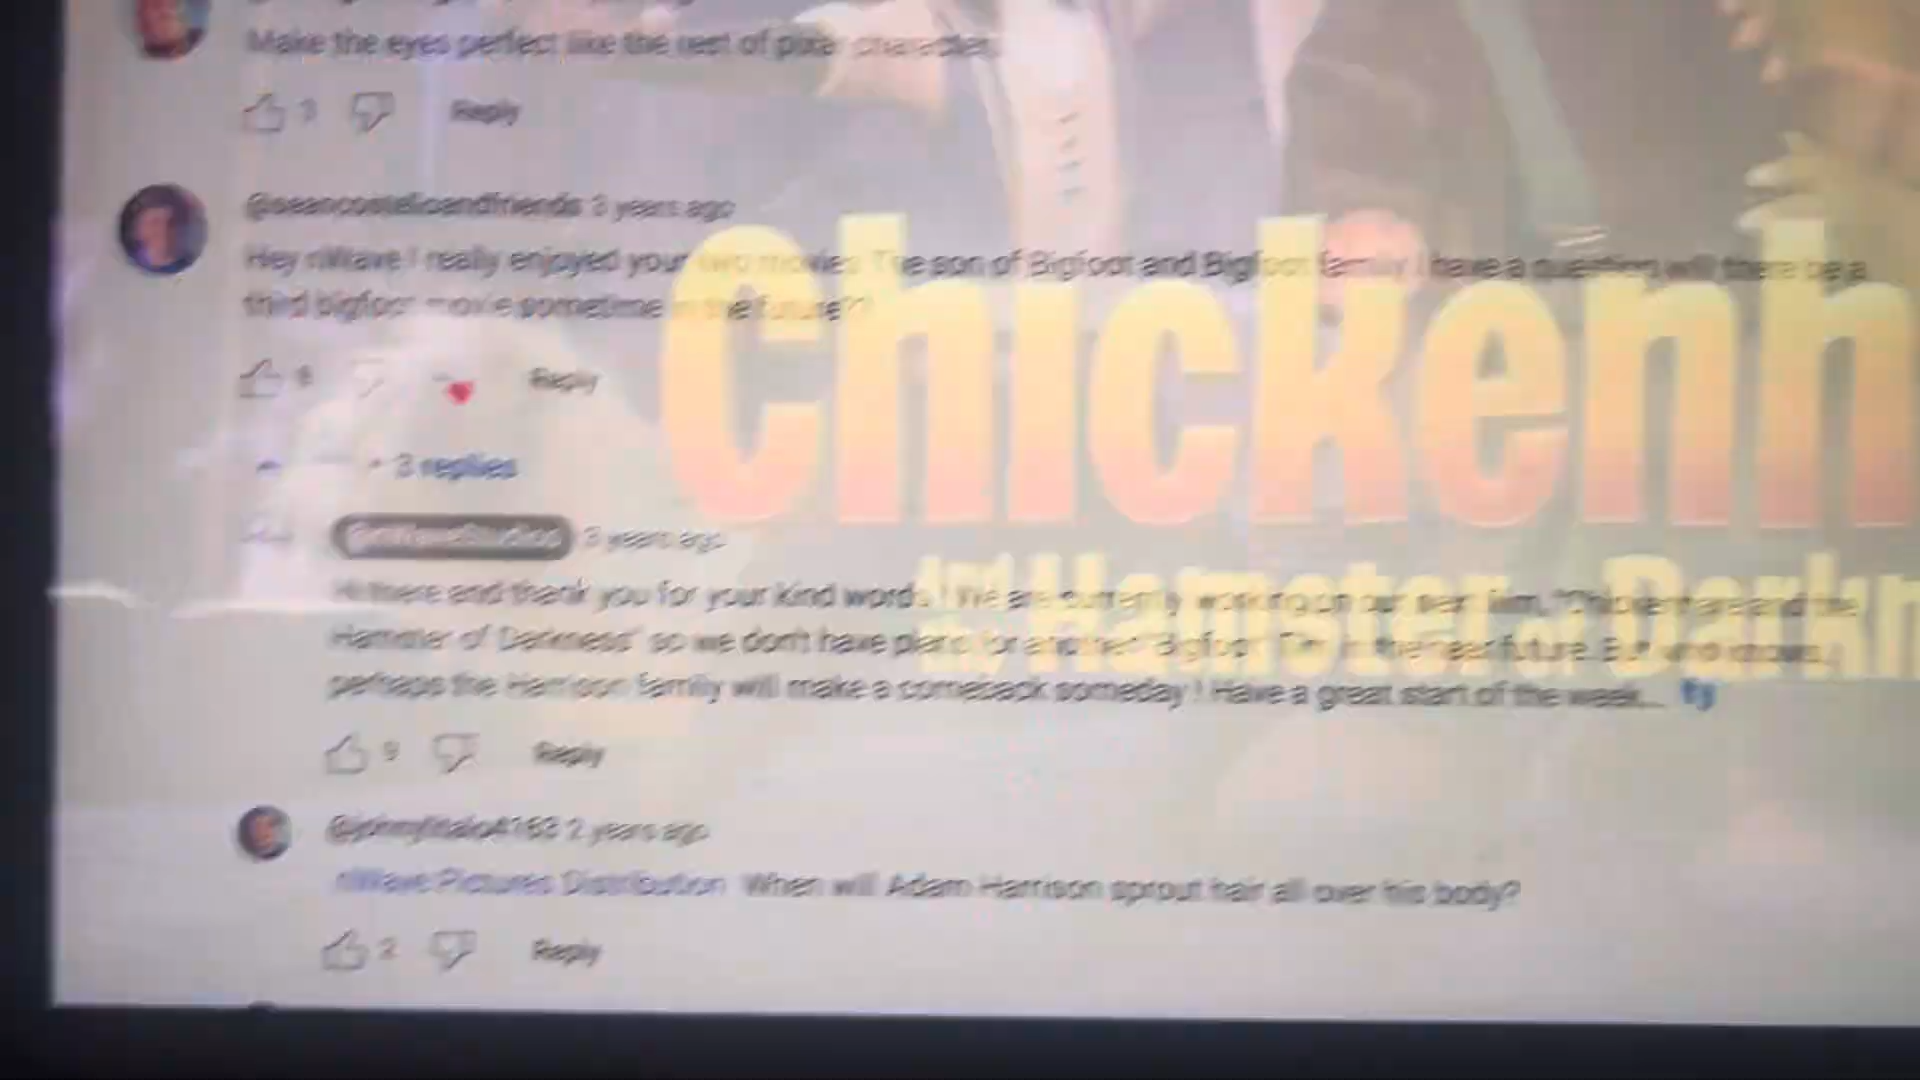 Make the eyes perfect like the rest of pixar character.
3 Reply
@seancostelloandfriends 3 years ago
Hey nWave I really enjoyed your two movies The son of Bigfoot and Bigfoot family I have a question will there be a
third bigfoot movie sometime in the future??
Reply
3 replies
@nWaveStudios 3 years ago
Hi there and thank you for your kind words ! We are currently working on our next film, "Chickenhare and the
Hamster of Darkness" so we don't have plans for another "Bigfoot" film in the near future. But who knows,
perhaps the Harrison family will make a comeback someday ! Have a great start of the week...
9 Reply
2 years ago
nWave Pictures Distribution When will Adam Harrison sprout hair all over his body?
2 Reply
Chickenh
and the Hamster of Darkn